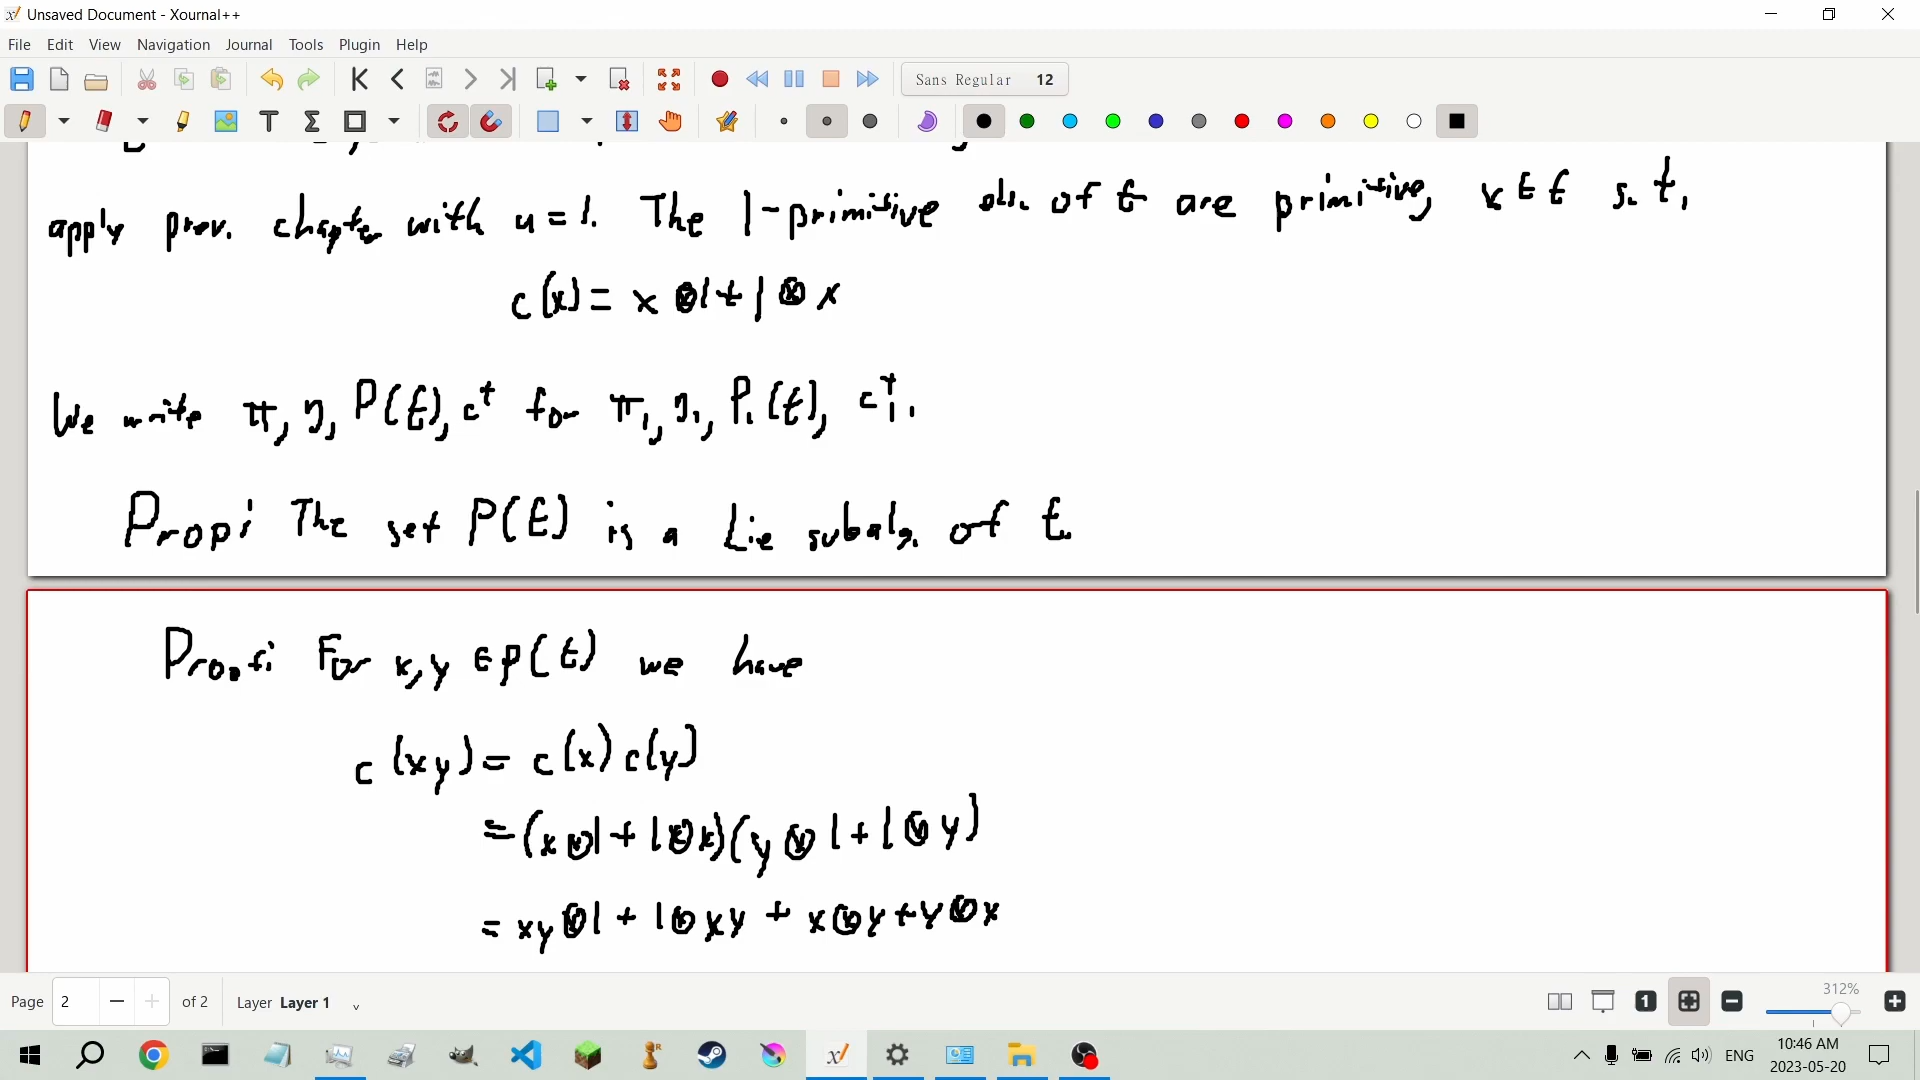 Unsaved Document - Xournal++
File Edit View Navigation Journal Tools Plugin Help
Sans Regular 12
apply prev. chapter with u = 1. The 1-primitive els. of E are primitive, x ∈ E s.t.
c(x) = x ⊗ 1 + 1 ⊗ x
We write π, η, P(E), c⁺ for π₁, η₁, P₁(E), c₁⁺.
Prop: The set P(E) is a Lie subalg. of E.
Proof: For x, y ∈ P(E) we have
c(xy) = c(x) c(y)
= (x ⊗ 1 + 1 ⊗ x)(y ⊗ 1 + 1 ⊗ y)
= xy ⊗ 1 + 1 ⊗ xy + x ⊗ y + y ⊗ x
Page 2 of 2 Layer Layer 1
312%
ENG
10:46 AM
2023-05-20